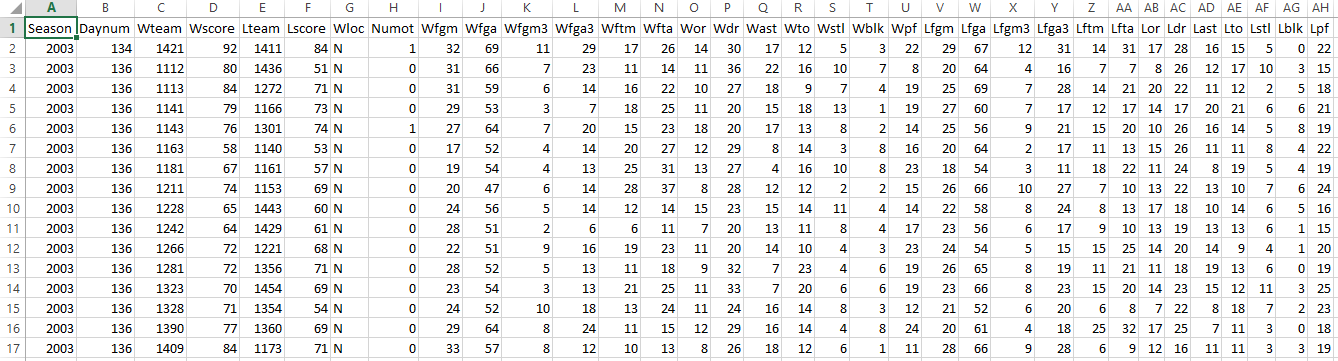 A B C D E F G H I J K L M N O P Q R S T U V W X Y Z AA AB AC AD AE AF AG AH
1 Season Daynum Wteam Wscore Lteam Lscore Wloc Numot Wfgm Wfga Wfgm3 Wfga3 Wftm Wfta Wor Wdr Wast Wto Wstl Wblk Wpf Lfgm Lfga Lfgm3 Lfga3 Lftm Lfta Lor Ldr Last Lto Lstl Lblk Lpf
2 2003 134 1421 92 1411 84 N 1 32 69 11 29 17 26 14 30 17 12 5 3 22 29 67 12 31 14 31 17 28 16 15 5 0 22
3 2003 136 1112 80 1436 51 N 0 31 66 7 23 11 14 11 36 22 16 10 7 8 20 64 4 16 7 7 8 26 12 17 10 3 15
4 2003 136 1113 84 1272 71 N 0 31 59 6 14 16 22 10 27 18 9 7 4 19 25 69 7 28 14 21 20 22 11 12 2 5 18
5 2003 136 1141 79 1166 73 N 0 29 53 3 7 18 25 11 20 15 18 13 1 19 27 60 7 17 12 17 14 17 20 21 6 6 21
6 2003 136 1143 76 1301 74 N 1 27 64 7 20 15 23 18 20 17 13 8 2 14 25 56 9 21 15 20 10 26 16 14 5 8 19
7 2003 136 1163 58 1140 53 N 0 17 52 4 14 20 27 12 29 8 14 3 8 16 20 64 2 17 11 13 15 26 11 11 8 4 22
8 2003 136 1181 67 1161 57 N 0 19 54 4 13 25 31 13 27 4 16 10 8 23 18 54 3 11 18 22 11 24 8 19 5 4 19
9 2003 136 1211 74 1153 69 N 0 20 47 6 14 28 37 8 28 12 12 2 2 15 26 66 10 27 7 10 13 22 13 10 7 6 24
10 2003 136 1228 65 1443 60 N 0 24 56 5 14 12 14 15 23 15 14 11 4 14 22 58 8 24 8 13 17 18 10 14 6 5 16
11 2003 136 1242 64 1429 61 N 0 28 51 2 6 6 11 7 20 13 11 8 4 17 23 56 6 17 9 10 13 19 13 13 6 1 15
12 2003 136 1266 72 1221 68 N 0 22 51 9 16 19 23 11 20 14 10 4 3 23 24 54 5 15 15 25 14 20 14 9 4 1 20
13 2003 136 1281 72 1356 71 N 0 28 52 5 13 11 18 9 32 7 23 4 6 19 26 65 8 19 11 21 11 18 19 13 6 0 19
14 2003 136 1323 70 1454 69 N 0 23 54 3 13 21 25 11 33 7 20 6 6 19 23 66 8 23 15 20 14 23 15 12 11 3 25
15 2003 136 1328 71 1354 54 N 0 24 52 10 18 13 24 11 24 16 14 8 3 12 21 52 6 20 6 8 7 22 8 18 7 2 23
16 2003 136 1390 77 1360 69 N 0 29 64 8 24 11 15 12 29 16 14 4 8 24 20 61 4 18 25 32 17 25 7 11 3 0 18
17 2003 136 1409 84 1173 71 N 0 33 57 8 12 10 13 8 26 18 12 6 1 11 28 66 9 28 6 9 12 16 11 11 3 3 19